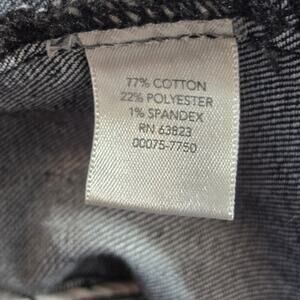 77% COTTON
22% POLYESTER
1% SPANDEX
RN 63823
00075-7750